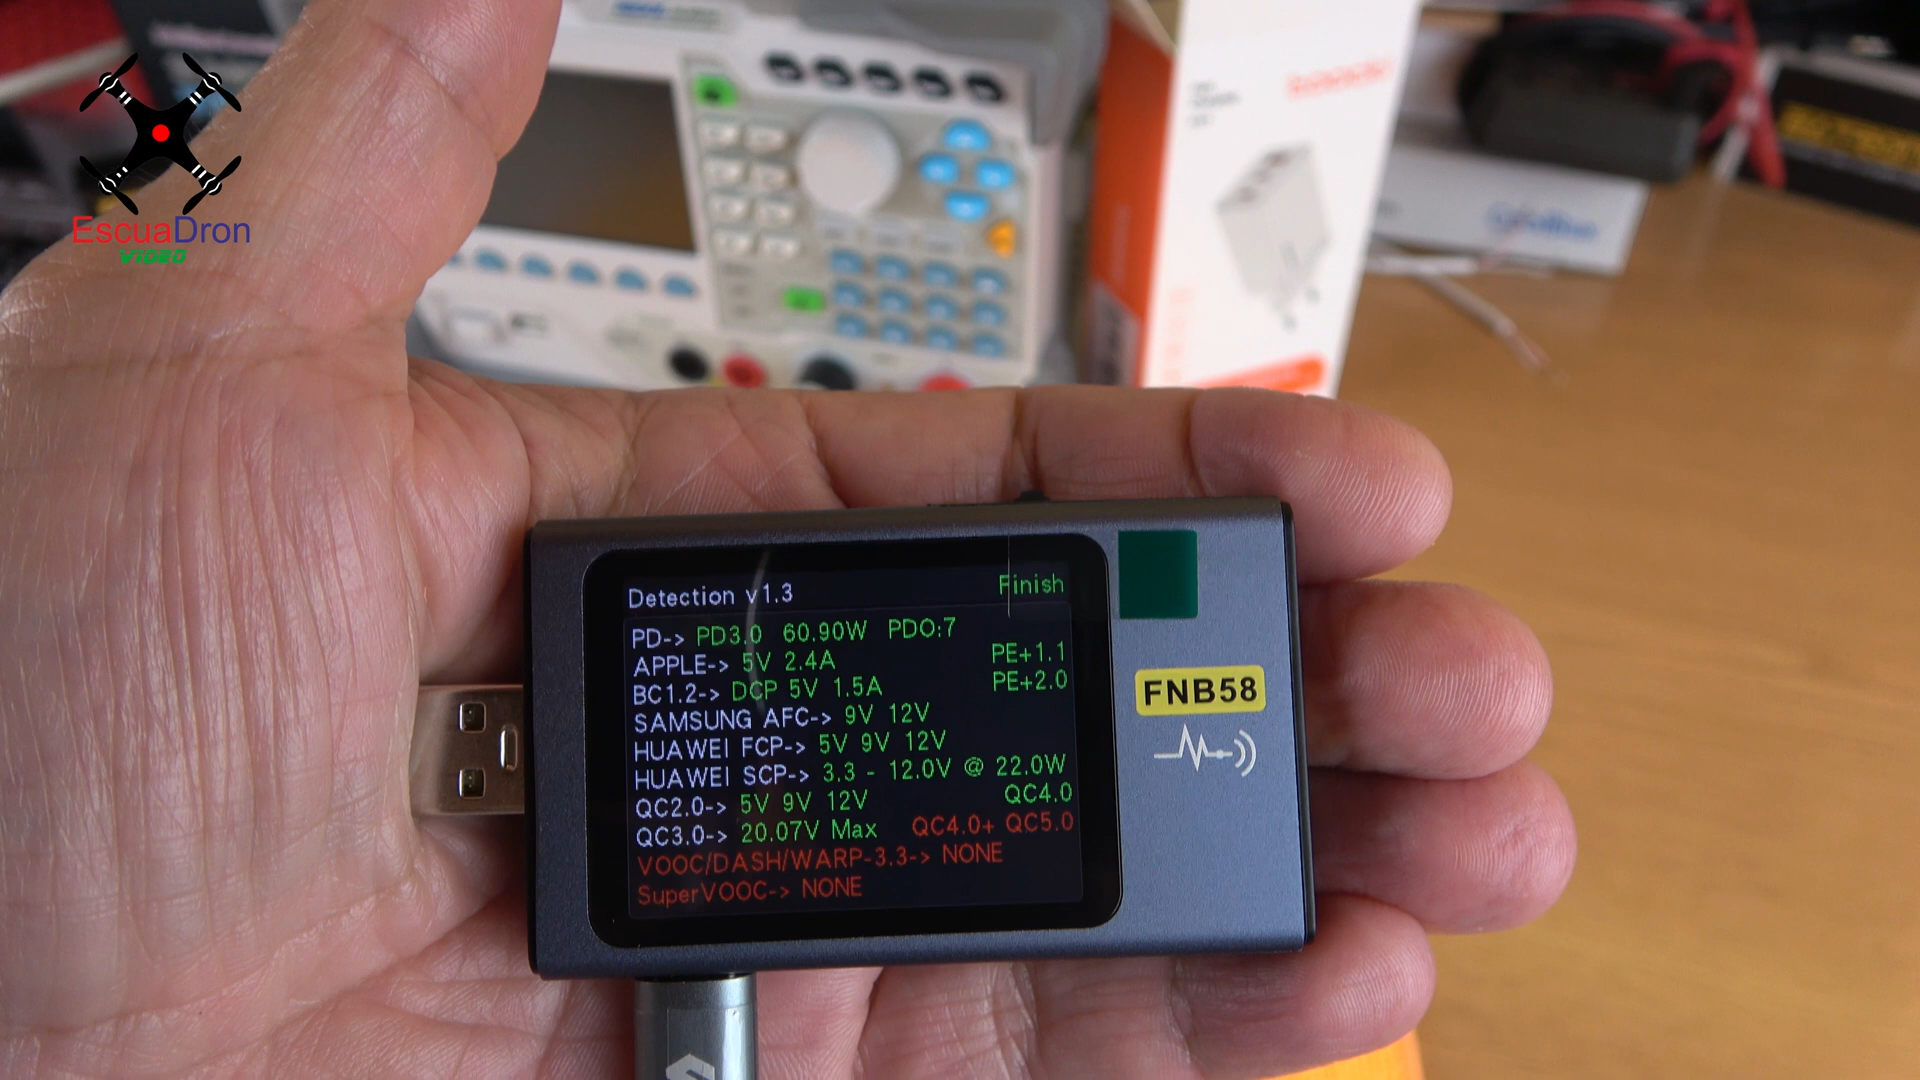 EscuaDron
VIDEO
Detection v1.3 Finish
PD-> PD3.0 60.90W PDO:7
APPLE-> 5V 2.4A PE+1.1
BC1.2-> DCP 5V 1.5A PE+2.0
SAMSUNG AFC-> 9V 12V
HUAWEI FCP-> 5V 9V 12V
HUAWEI SCP-> 3.3 - 12.0V @ 22.0W
QC2.0-> 5V 9V 12V QC4.0
QC3.0-> 20.07V Max QC4.0+ QC5.0
VOOC/DASH/WARP-3.3-> NONE
SuperVOOC-> NONE
FNB58